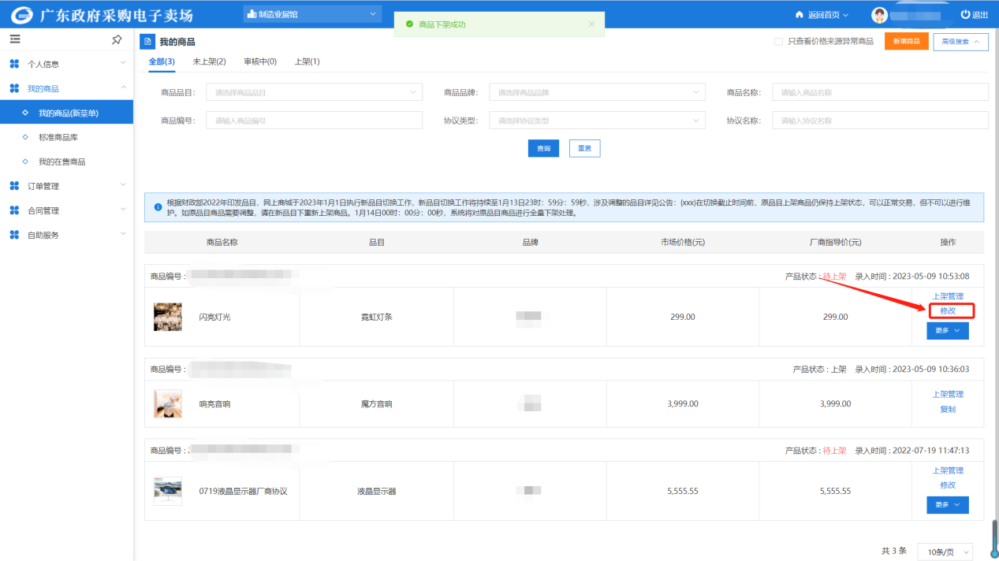 广东政府采购电子卖场
制造业展馆
商品下架成功
返回首页
退出
个人信息
我的商品
我的商品(新菜单)
标准商品库
我的在售商品
订单管理
合同管理
自助服务
我的商品
只查看价格来源异常商品
新增商品
高级搜索
全部(3) 未上架(2) 审核中(0) 上架(1)
商品品目: 请选择商品品目 商品品牌: 请选择商品品牌 商品名称: 请输入商品名称
商品编号: 请输入商品编号 协议类型: 请选择协议类型 协议名称: 请输入协议名称
查询 重置
根据财政部2022年印发品目，网上商城于2023年1月1日执行新品目切换工作，新品目切换工作将持续至1月13日23时：59分：59秒，涉及调整的品目详见公告：{xxx}在切换截止时间前，原品目上架商品仍保持上架状态，可以正常交易，但不可以进行维
护。如原品目商品需要调整，请在新品目下重新上架商品。1月14日00时：00分：00秒，系统将对原品目商品进行全量下架处理。
商品名称 品目 品牌 市场价格(元) 厂商指导价(元) 操作
商品编号： 产品状态：待上架 录入时间：2023-05-09 10:53:08
闪亮灯光 霓虹灯条 299.00 299.00
上架管理
修改
更多
商品编号： 产品状态：上架 录入时间：2023-05-09 10:36:03
响亮音响 魔方音响 3,999.00 3,999.00
上架管理
复制
商品编号： 产品状态：待上架 录入时间：2022-07-19 11:47:13
0719液晶显示器厂商协议 液晶显示器 5,555.55 5,555.55
上架管理
修改
更多
共 3 条 10条/页